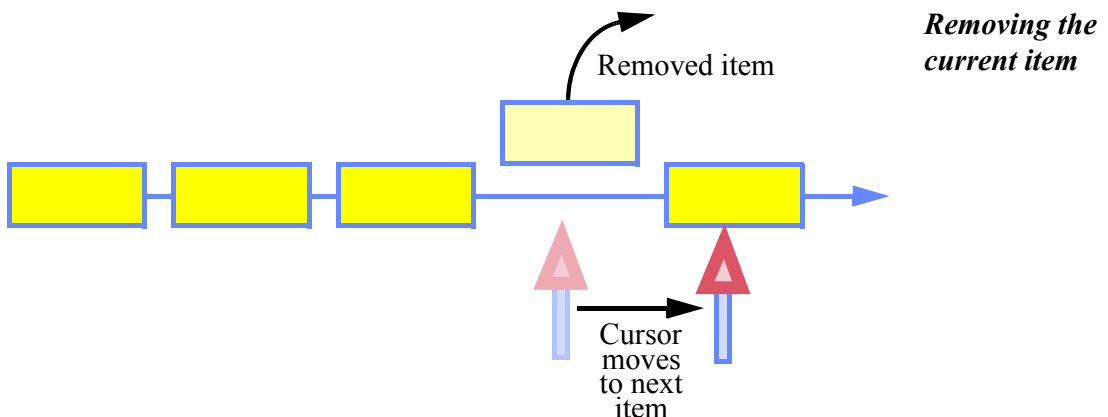 Removing the
current item
Removed item
Cursor
moves
to next
item